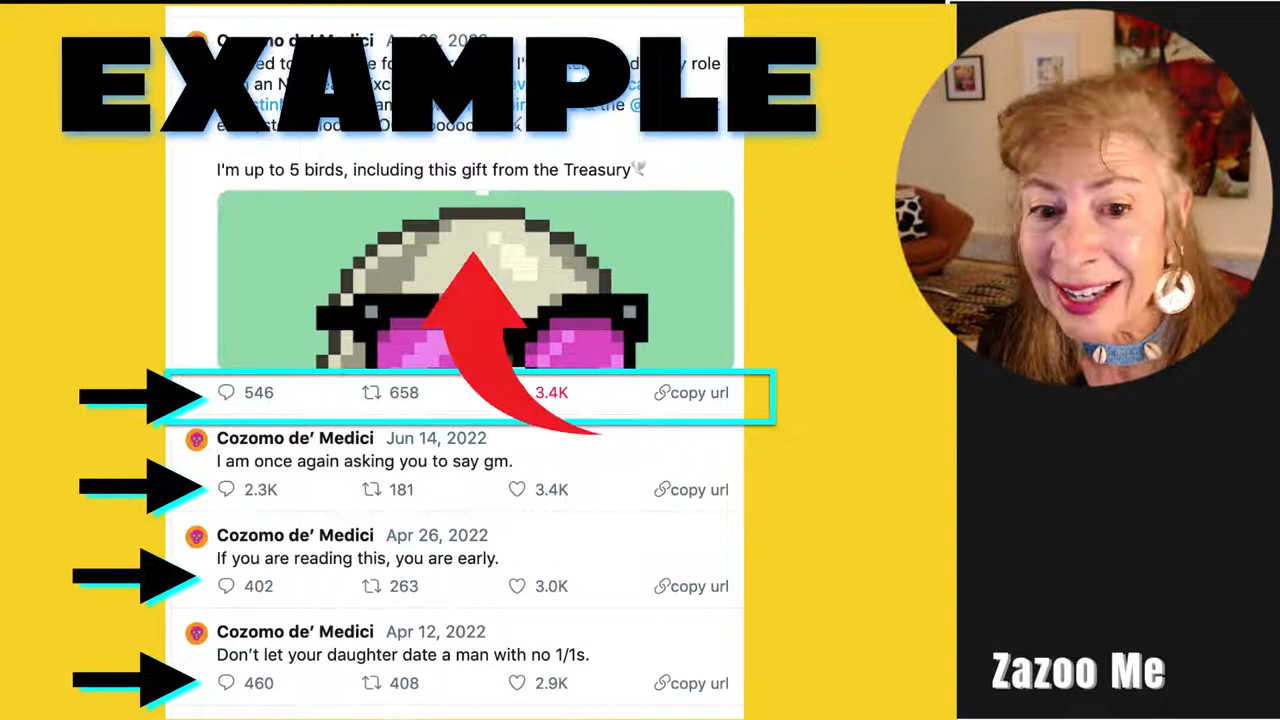 EXAMPLE
Cozomo de' Medici
I'm up to 5 birds, including this gift from the Treasury
546 658 3.4K copy url
Cozomo de’ Medici Jun 14, 2022
I am once again asking you to say gm.
2.3K 181 3.4K copy url
Cozomo de’ Medici Apr 26, 2022
If you are reading this, you are early.
402 263 3.0K copy url
Cozomo de’ Medici Apr 12, 2022
Don’t let your daughter date a man with no 1/1s.
460 408 2.9K copy url
Zazoo Me